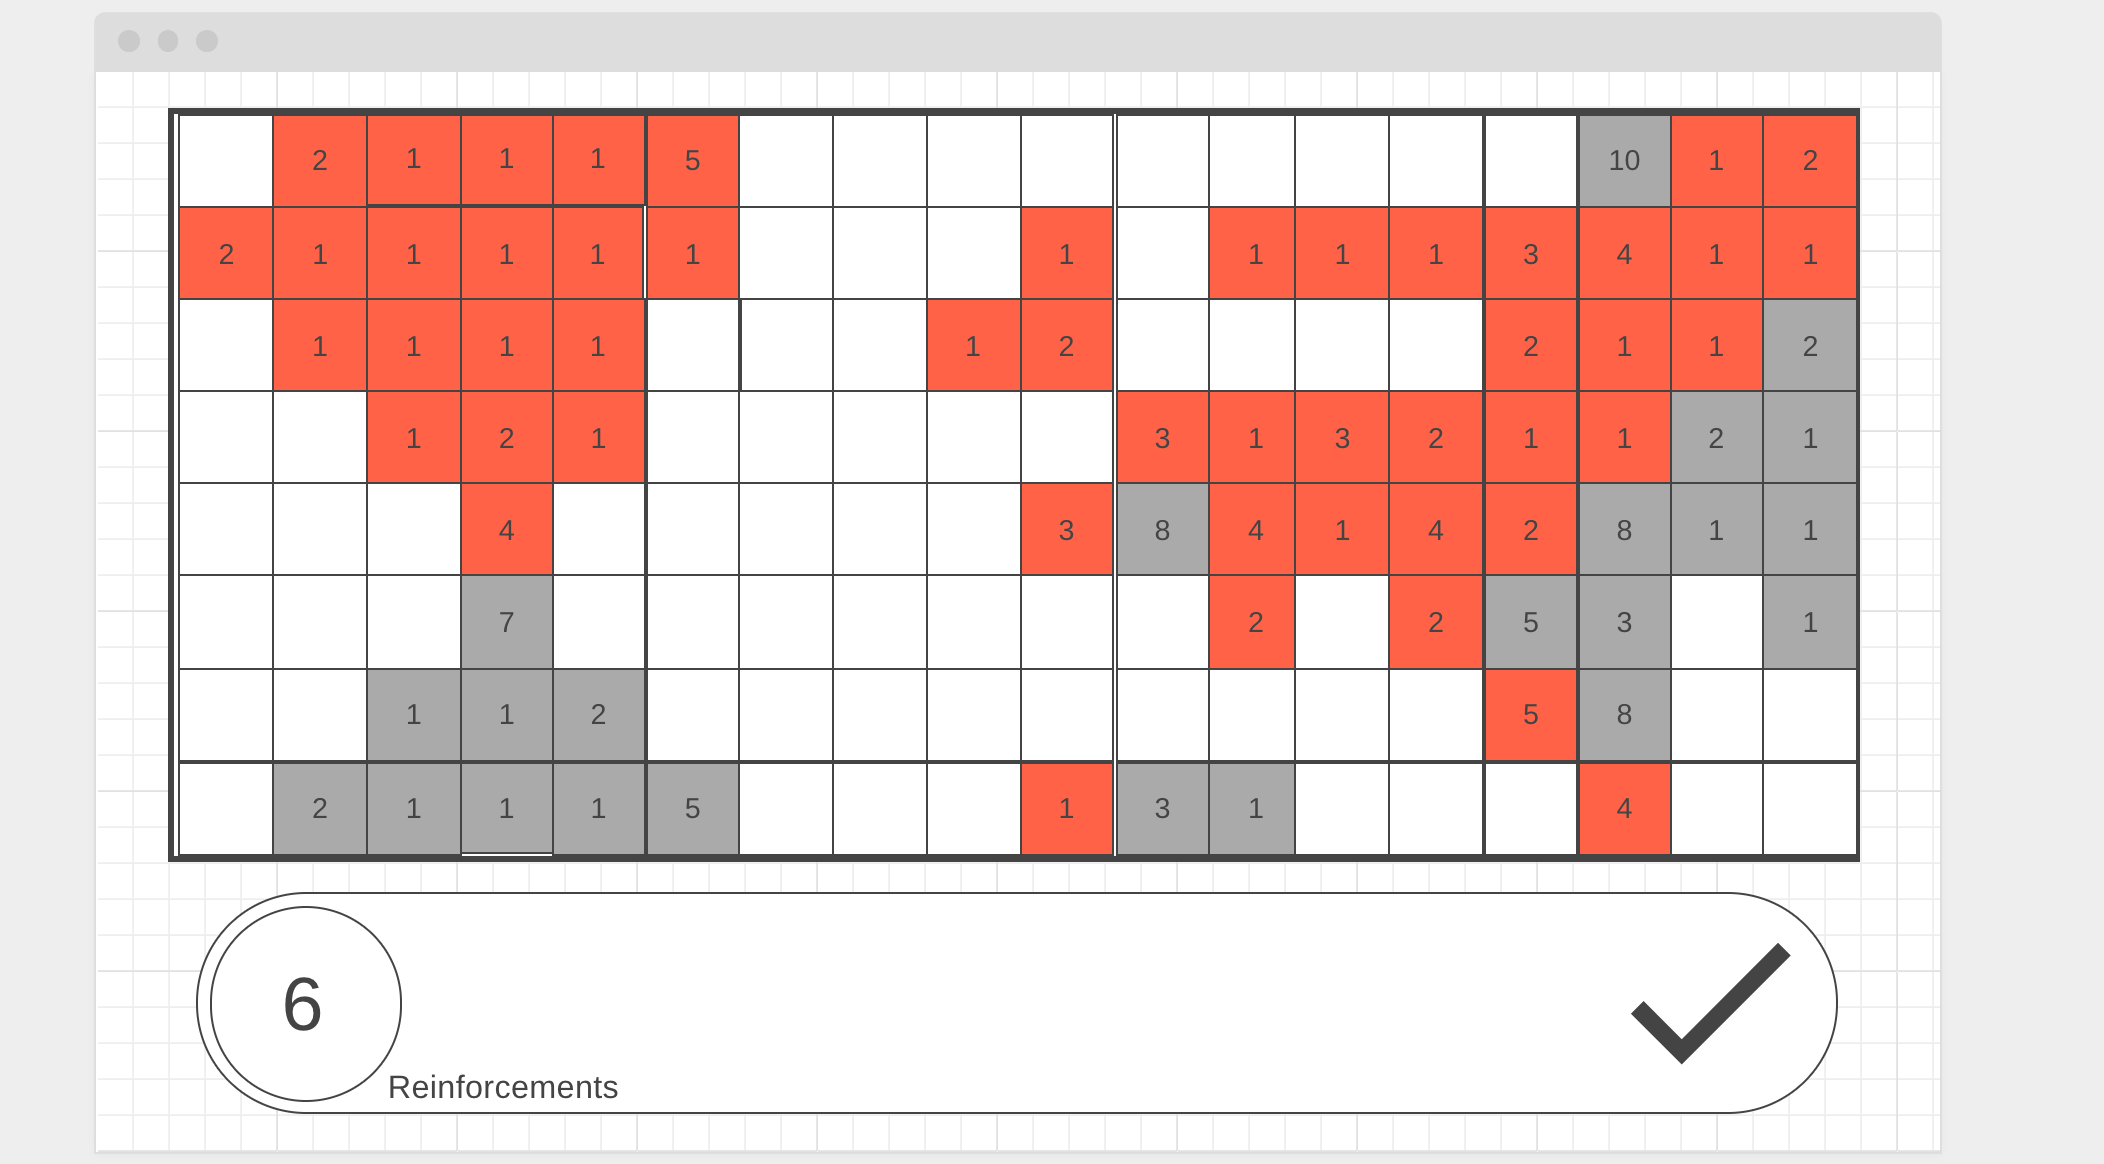 2 1 1 1 5 10 1 2
2 1 1 1 1 1 1 1 1 1 3 4 1 1
1 1 1 1 1 2 2 1 1 2
1 2 1 3 1 3 2 1 1 2 1
4 3 8 4 1 4 2 8 1 1
7 2 2 5 3 1
1 1 2 5 8
2 1 1 1 5 1 3 1 4
6
Reinforcements